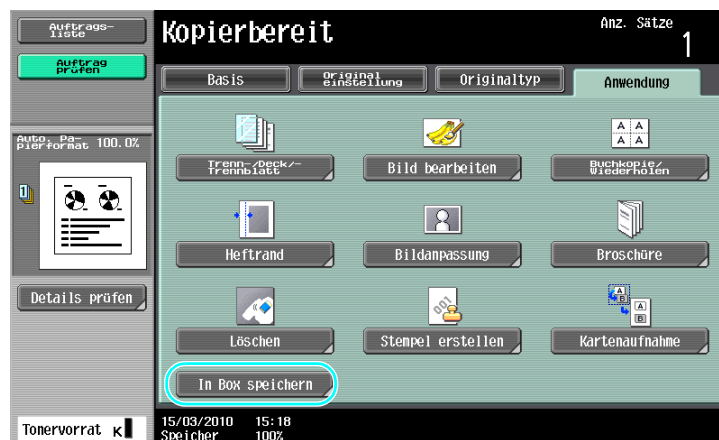 Auftrags-
liste
Auftrag
prüfen
Kopierbereit
Anz. Sätze
1
Basis
Original
einstellung
Originaltyp
Anwendung
Auto. Pa-
pierformat 100.0%
Trenn-/Deck/-
Trennblatt
Bild bearbeiten
A A
A A
Buchkopie/
Wiederholen
Heftrand
Bildanpassung
Broschüre
Details prüfen
Löschen
001
Stempel erstellen
A
B
A
B
Kartenaufnahme
In Box speichern
Tonervorrat K
15/03/2010 15:18
Speicher 100%